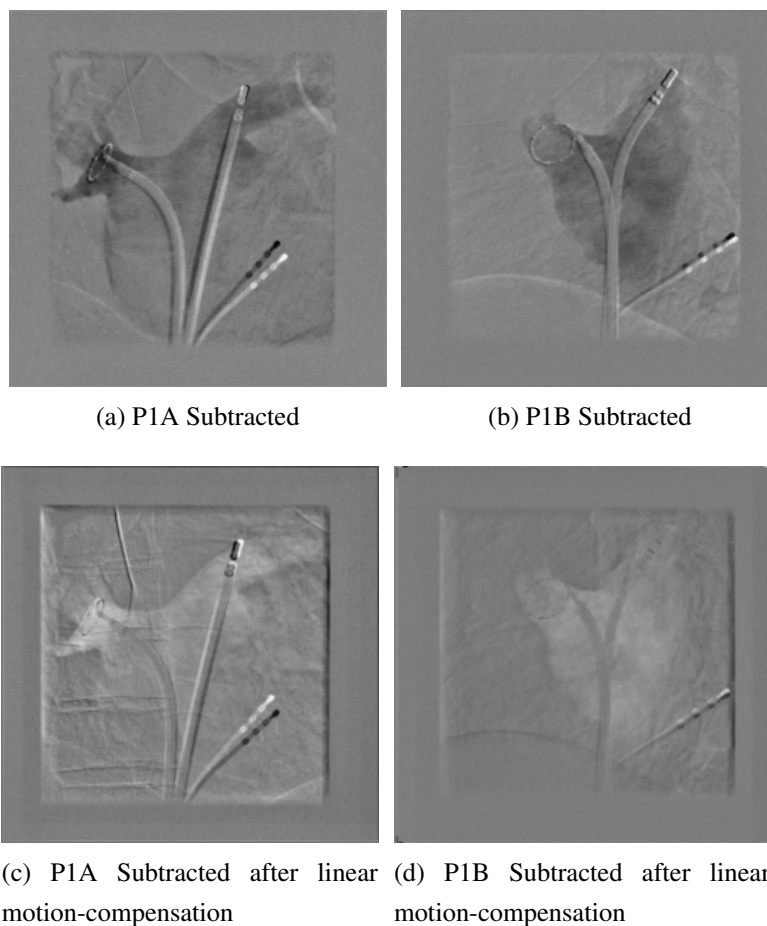 (a) P1A Subtracted
(b) P1B Subtracted
(c) P1A Subtracted after linear
motion-compensation
(d) P1B Subtracted after linear
motion-compensation